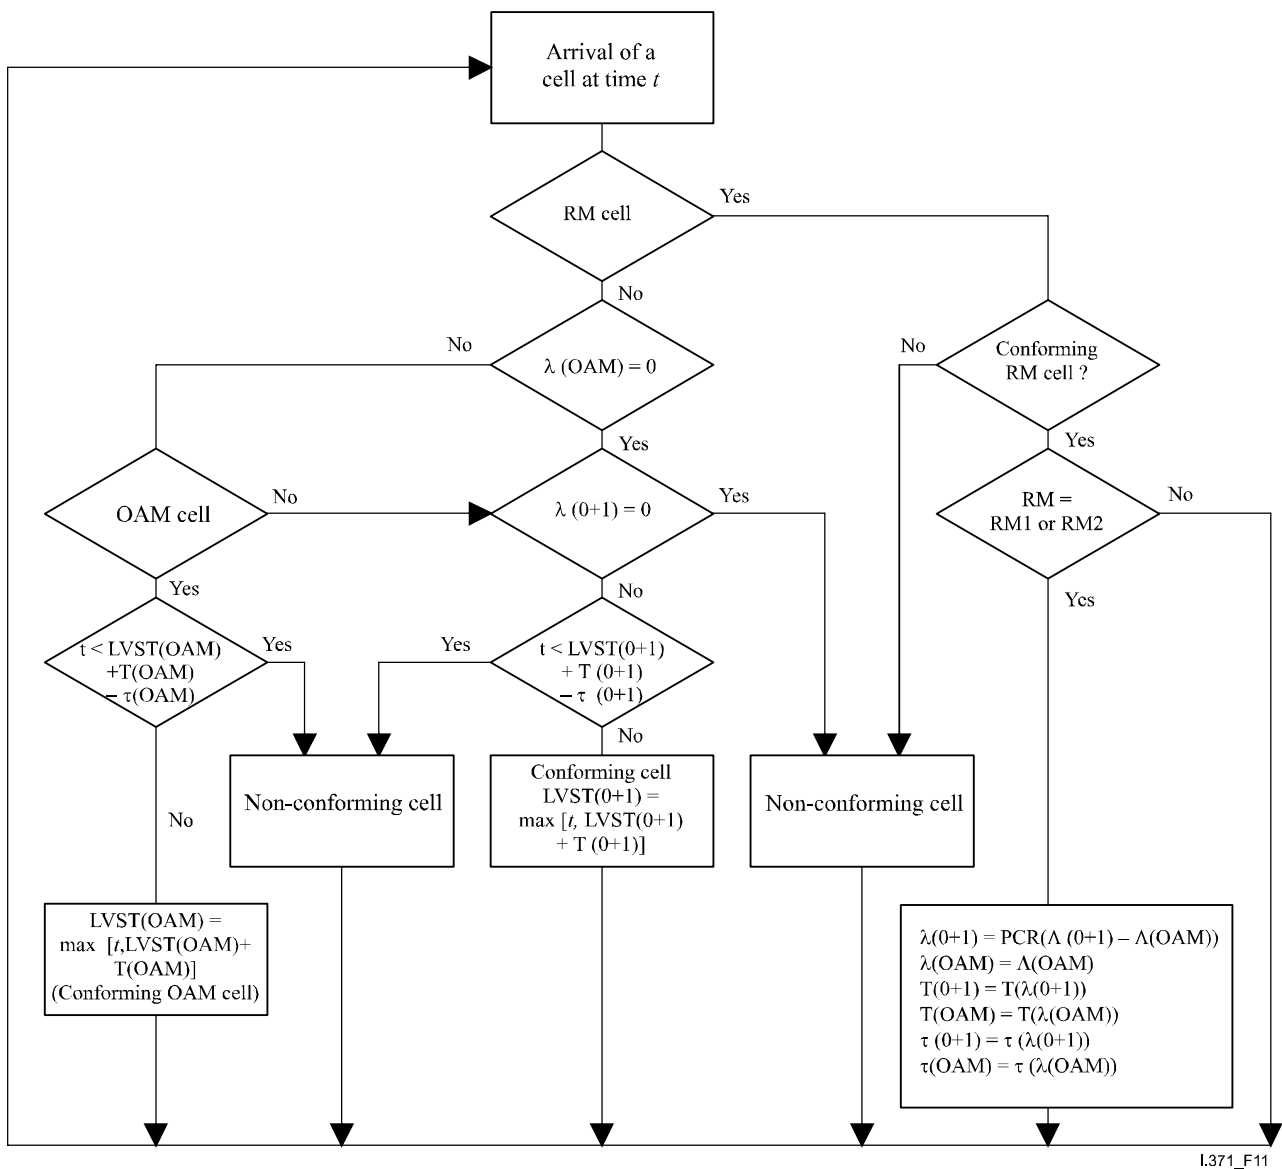 Arrival of a
cell at time t
RM cell
Yes
No
λ (OAM) = 0
No
Yes
Conforming
RM cell ?
No
Yes
OAM cell
No
Yes
λ (0+1) = 0
Yes
No
RM =
RM1 or RM2
No
Yes
t < LVST(OAM)
+T(OAM)
– τ(OAM)
Yes
No
t < LVST(0+1)
+ T (0+1)
– τ (0+1)
Yes
No
Non-conforming cell
Conforming cell
LVST(0+1) =
max [t, LVST(0+1)
+ T (0+1)]
Non-conforming cell
LVST(OAM) =
max [t,LVST(OAM)+
T(OAM)]
(Conforming OAM cell)
λ(0+1) = PCR(Λ (0+1) – Λ(OAM))
λ(OAM) = Λ(OAM)
T(0+1) = T(λ(0+1))
T(OAM) = T(λ(OAM))
τ (0+1) = τ (λ(0+1))
τ(OAM) = τ (λ(OAM))
I.371_F11